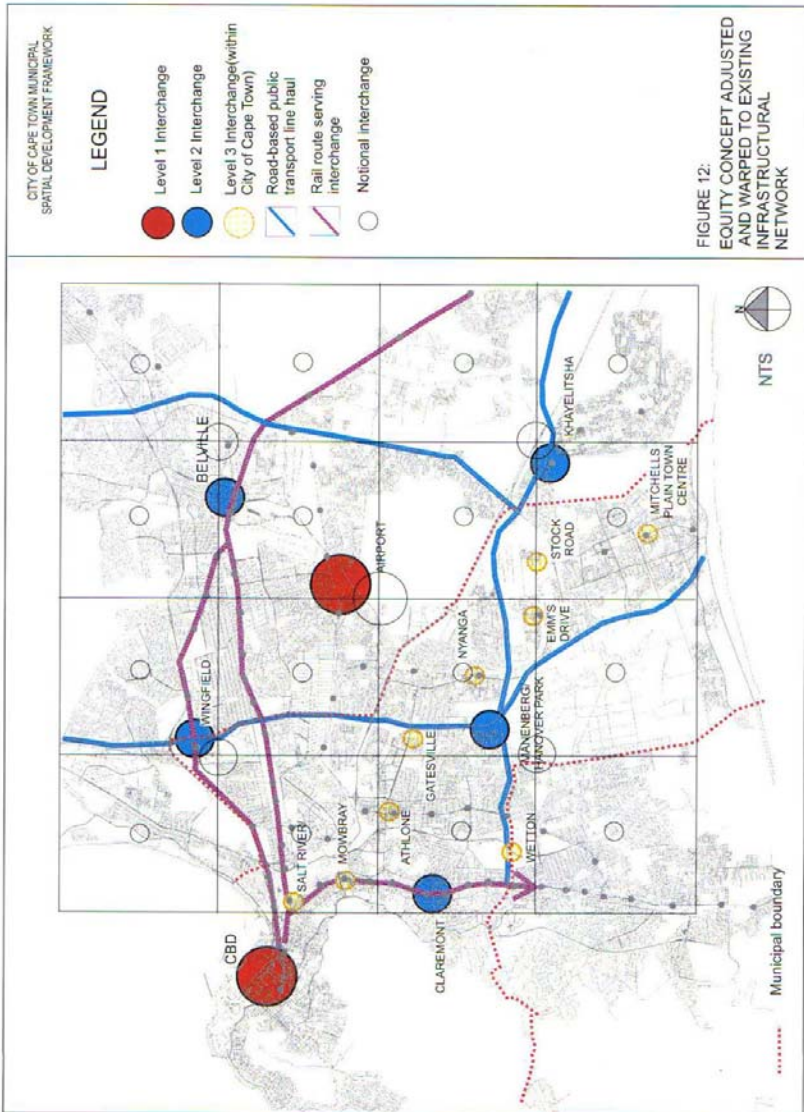 CITY OF CAPE TOWN MUNICIPAL
SPATIAL DEVELOPMENT FRAMEWORK
LEGEND
Level 1 Interchange
Level 2 Interchange
Level 3 Interchange(within
City of Cape Town)
Road-based public
transport line haul
Rail route serving
interchange
Notional interchange
FIGURE 12:
EQUITY CONCEPT ADJUSTED
AND WARPED TO EXISTING
INFRASTRUCTURAL
NETWORK
BELVILLE
WINGFIELD
AIRPORT
CBD
SALT RIVER
MOWBRAY
ATHLONE
GATESVILLE
NYANGA
CLAREMONT
WETTON
MANENBERG/
HANOVER PARK
EMM'S
DRIVE
STOCK
ROAD
KHAYELITSHA
MITCHELLS
PLAIN TOWN
CENTRE
Municipal boundary
NTS
N